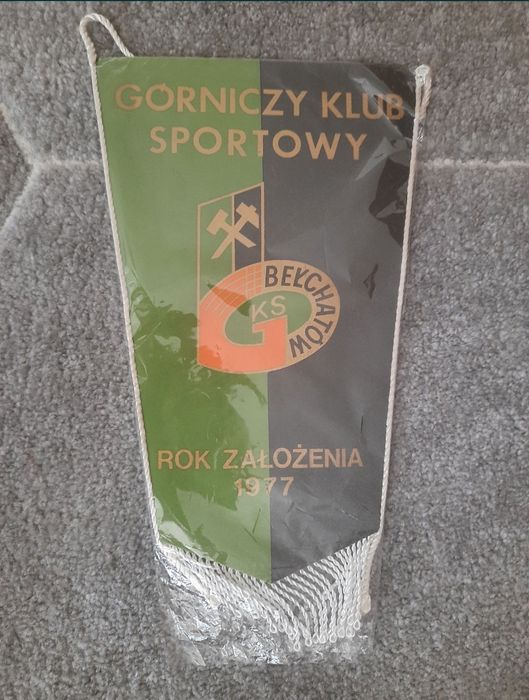 GÓRNICZY KLUB
SPORTOWY
BEŁCHATÓW
GKS
ROK ZAŁOŻENIA
1977